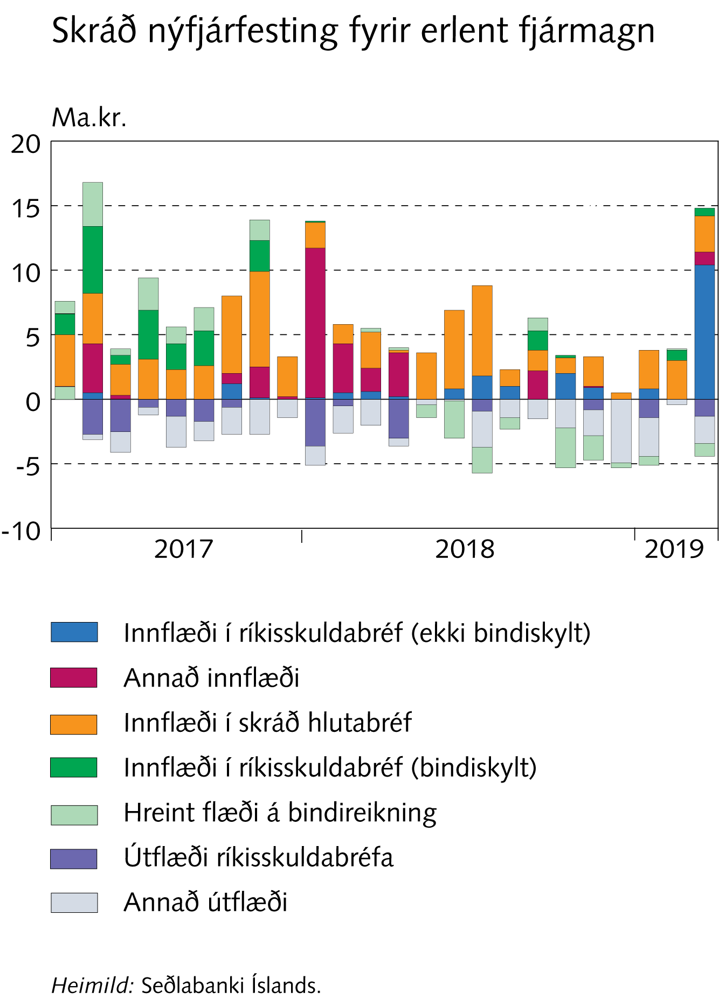 Skráð nýfjárfesting fyrir erlent fjármagn
Ma.kr.
20
15
10
5
0
-5
-10
2017 2018 2019
Innflæði í ríkisskuldabréf (ekki bindiskylt)
Annað innflæði
Innflæði í skráð hlutabréf
Innflæði í ríkisskuldabréf (bindiskylt)
Hreint flæði á bindireikning
Útflæði ríkisskuldabréfa
Annað útflæði
Heimild: Seðlabanki Íslands.